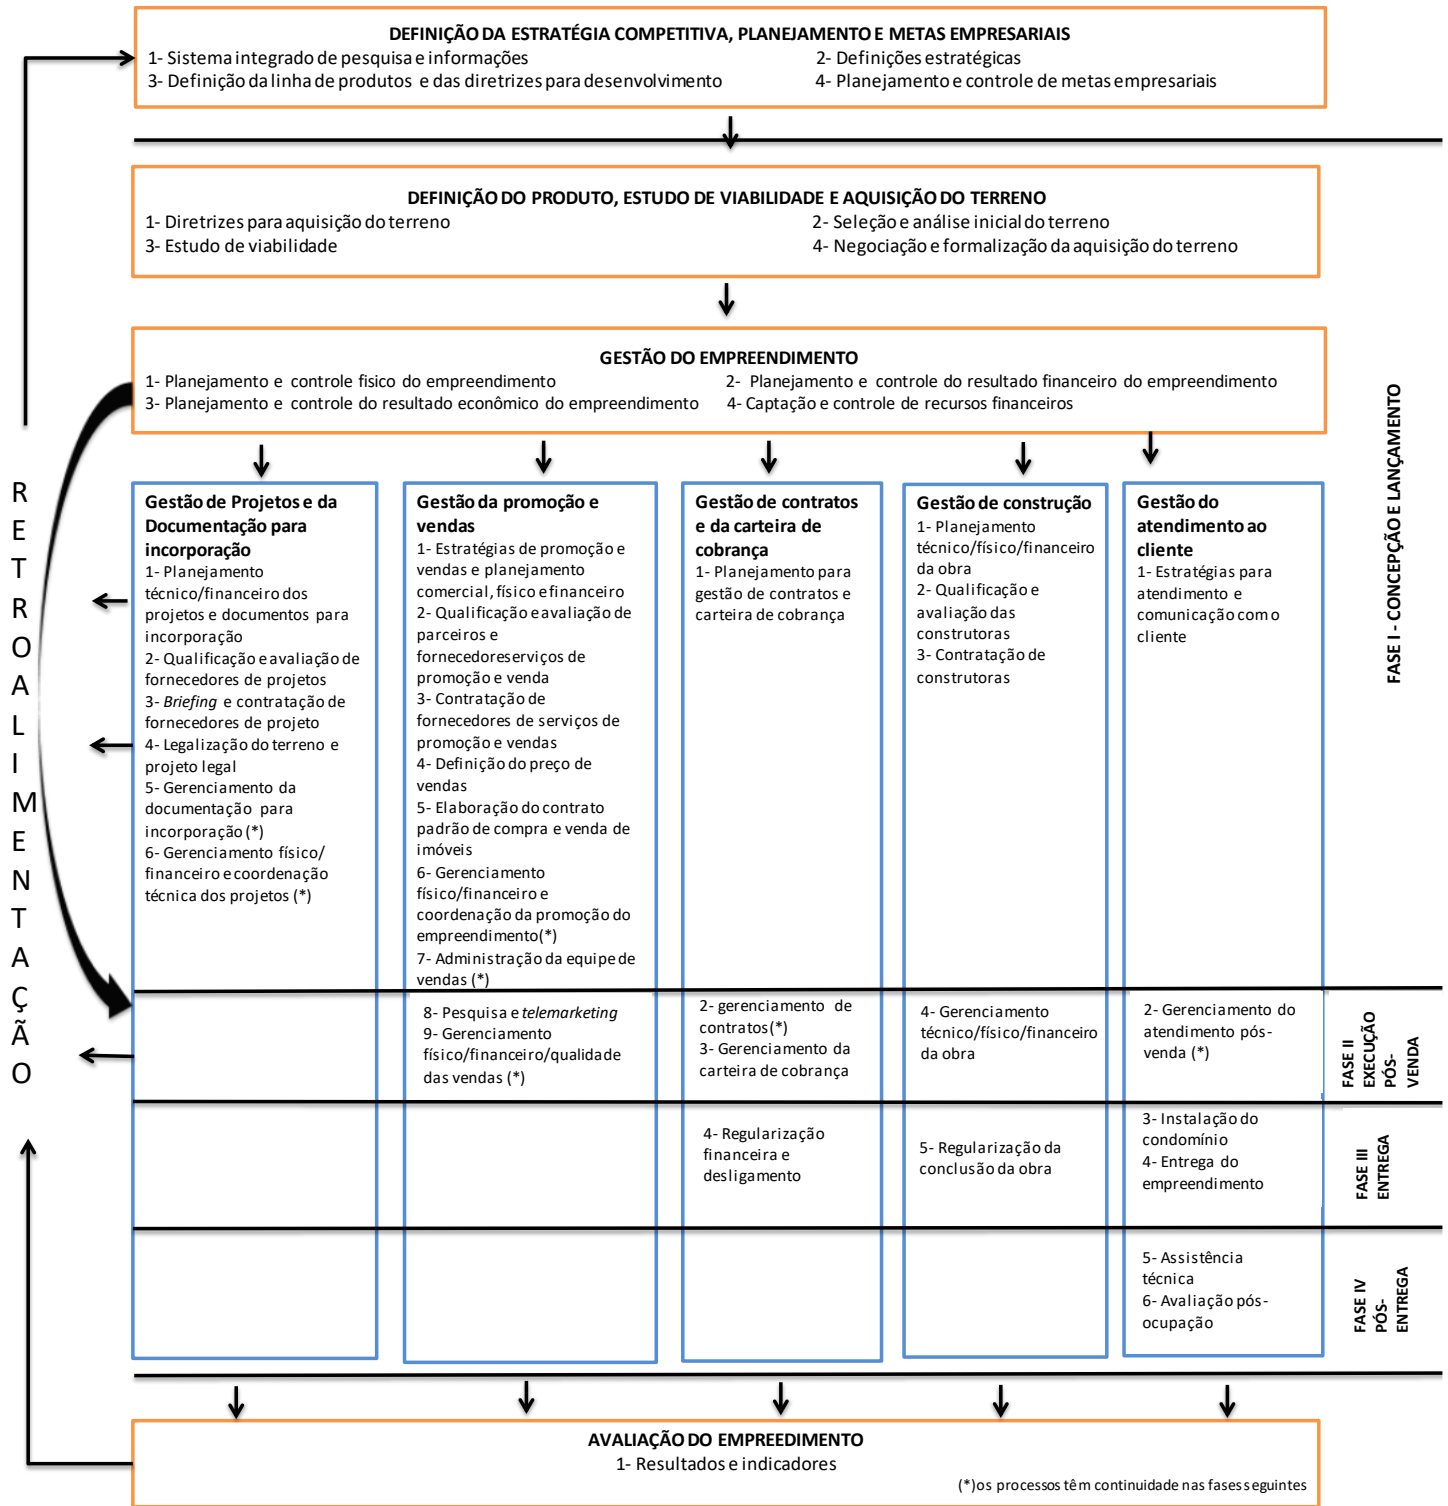 DEFINIÇÃO DA ESTRATÉGIA COMPETITIVA, PLANEJAMENTO E METAS EMPRESARIAIS
1- Sistema integrado de pesquisa e informações
2- Definições estratégicas
3- Definição da linha de produtos e das diretrizes para desenvolvimento
4- Planejamento e controle de metas empresariais
DEFINIÇÃO DO PRODUTO, ESTUDO DE VIABILIDADE E AQUISIÇÃO DO TERRENO
1- Diretrizes para aquisição do terreno
2- Seleção e análise inicial do terreno
3- Estudo de viabilidade
4- Negociação e formalização da aquisição do terreno
GESTÃO DO EMPREENDIMENTO
1- Planejamento e controle fisico do empreendimento
2- Planejamento e controle do resultado financeiro do empreendimento
3- Planejamento e controle do resultado econômico do empreendimento
4- Captação e controle de recursos financeiros
RETROALIMENTAÇÃO
Gestão de Projetos e da
Documentação para
incorporação
1- Planejamento
técnico/financeiro dos
projetos e documentos para
incorporação
2- Qualificação e avaliação de
fornecedores de projetos
3- Briefing e contratação de
fornecedores de projeto
4- Legalização do terreno e
projeto legal
5- Gerenciamento da
documentação para
incorporação (*)
6- Gerenciamento físico/
financeiro e coordenação
técnica dos projetos (*)
Gestão da promoção e
vendas
1- Estratégias de promoção e
vendas e planejamento
comercial, físico e financeiro
2- Qualificação e avaliação de
parceiros e
fornecedoreserviços de
promoção e venda
3- Contratação de
fornecedores de serviços de
promoção e vendas
4- Definição do preço de
vendas
5- Elaboração do contrato
padrão de compra e venda de
imóveis
6- Gerenciamento
físico/financeiro e
coordenação da promoção do
empreendimento(*)
7- Administração da equipe de
vendas (*)
8- Pesquisa e telemarketing
9- Gerenciamento
físico/financeiro/qualidade
das vendas (*)
Gestão de contratos
e da carteira de
cobrança
1- Planejamento para
gestão de contratos e
carteira de cobrança
2- gerenciamento de
contratos(*)
3- Gerenciamento da
carteira de cobrança
4- Regularização
financeira e
desligamento
Gestão de construção
1- Planejamento
técnico/físico/financeiro
da obra
2- Qualificação e
avaliação das
construtoras
3- Contratação de
construtoras
4- Gerenciamento
técnico/físico/financeiro
da obra
5- Regularização da
conclusão da obra
Gestão do
atendimento ao
cliente
1- Estratégias para
atendimento e
comunicação com o
cliente
2- Gerenciamento do
atendimento pós-
venda (*)
3- Instalação do
condomínio
4- Entrega do
empreendimento
5- Assistência
técnica
6- Avaliação pós-
ocupação
FASE I - CONCEPÇÃO E LANÇAMENTO
FASE II
EXECUÇÃO
PÓS-
VENDA
FASE III
ENTREGA
FASE IV
PÓS-
ENTREGA
AVALIAÇÃO DO EMPREEDIMENTO
1- Resultados e indicadores
(*)os processos têm continuidade nas fases seguintes